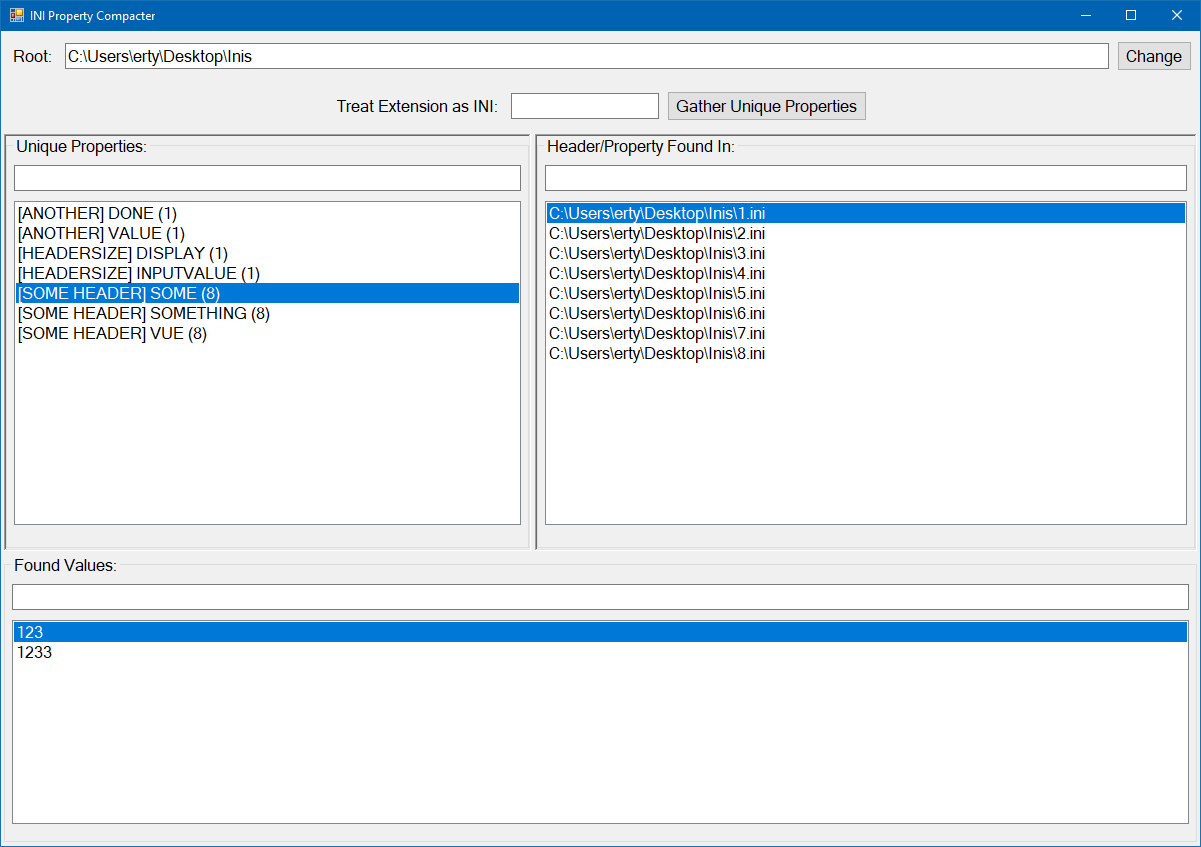 INI Property Compacter
Root: C:\Users\erty\Desktop\Inis Change
Treat Extension as INI: Gather Unique Properties
Unique Properties:
[ANOTHER] DONE (1)
[ANOTHER] VALUE (1)
[HEADERSIZE] DISPLAY (1)
[HEADERSIZE] INPUTVALUE (1)
[SOME HEADER] SOME (8)
[SOME HEADER] SOMETHING (8)
[SOME HEADER] VUE (8)
Header/Property Found In:
C:\Users\erty\Desktop\Inis\1.ini
C:\Users\erty\Desktop\Inis\2.ini
C:\Users\erty\Desktop\Inis\3.ini
C:\Users\erty\Desktop\Inis\4.ini
C:\Users\erty\Desktop\Inis\5.ini
C:\Users\erty\Desktop\Inis\6.ini
C:\Users\erty\Desktop\Inis\7.ini
C:\Users\erty\Desktop\Inis\8.ini
Found Values:
123
1233